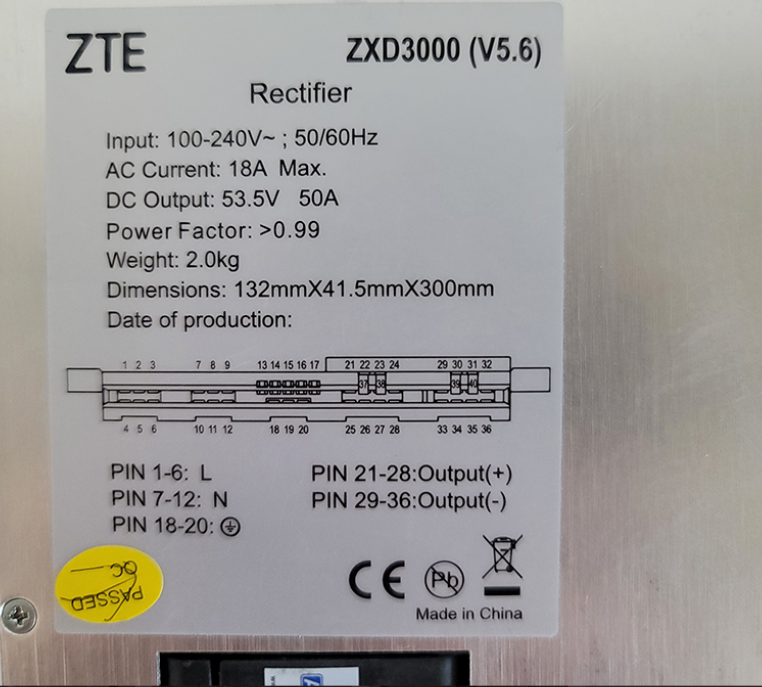 ZTE
ZXD3000 (V5.6)
Rectifier
Input: 100-240V~ ; 50/60Hz
AC Current: 18A Max.
DC Output: 53.5V 50A
Power Factor: >0.99
Weight: 2.0kg
Dimensions: 132mmX41.5mmX300mm
Date of production:
1 2 3 7 8 9 13 14 15 16 17 21 22 23 24 29 30 31 32
37 38 39 40
4 5 6 10 11 12 18 19 20 25 26 27 28 33 34 35 36
PIN 1-6: L PIN 21-28:Output(+)
PIN 7-12: N PIN 29-36:Output(-)
PIN 18-20:
QC
PASSED
CE Pb
Made in China